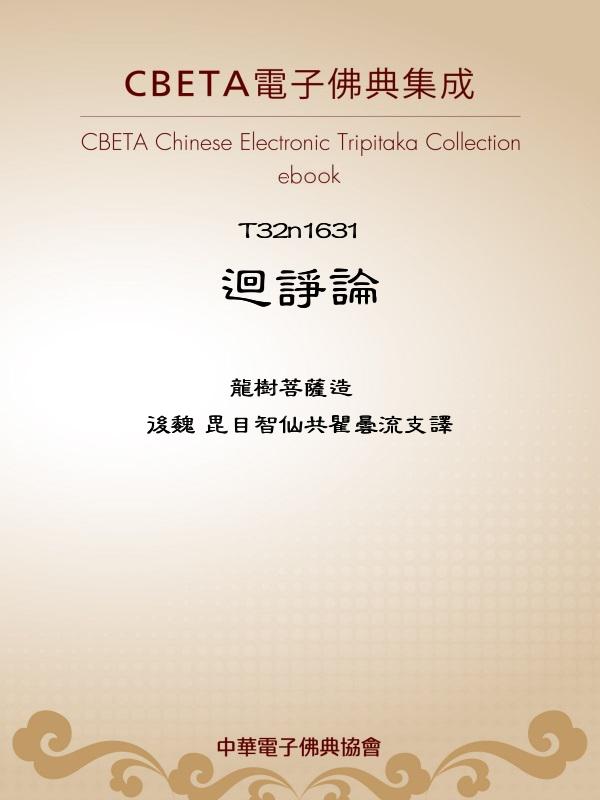 CBETA電子佛典集成
CBETA Chinese Electronic Tripitaka Collection
ebook
T32n1631
迴諍論
龍樹菩薩造
後魏 毘目智仙共瞿曇流支譯
中華電子佛典協會